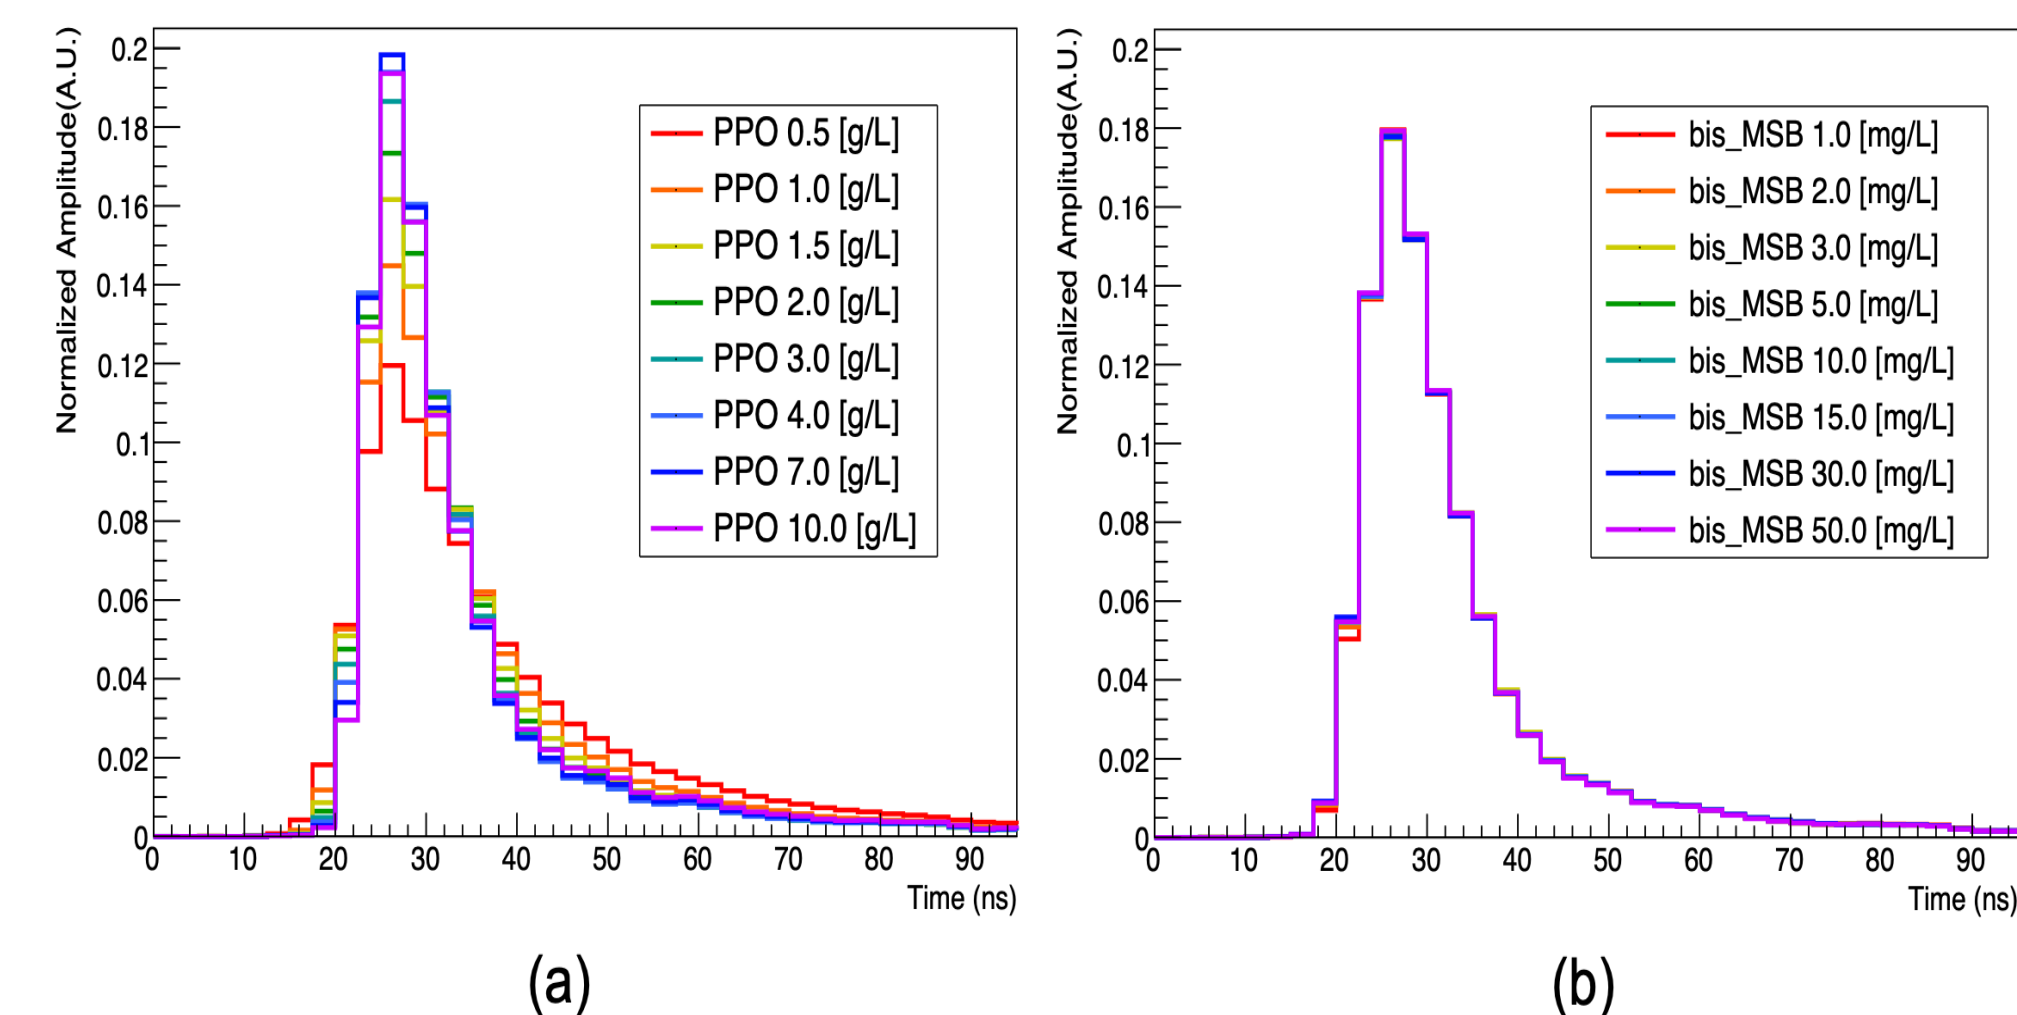 Normalized Amplitude(A.U.)
0.2
0.18
0.16
0.14
0.12
0.1
0.08
0.06
0.04
0.02
0
0 10 20 30 40 50 60 70 80 90
Time (ns)
PPO 0.5 [g/L]
PPO 1.0 [g/L]
PPO 1.5 [g/L]
PPO 2.0 [g/L]
PPO 3.0 [g/L]
PPO 4.0 [g/L]
PPO 7.0 [g/L]
PPO 10.0 [g/L]
(a)
Normalized Amplitude(A.U.)
0.2
0.18
0.16
0.14
0.12
0.1
0.08
0.06
0.04
0.02
0
0 10 20 30 40 50 60 70 80 90
Time (ns)
bis_MSB 1.0 [mg/L]
bis_MSB 2.0 [mg/L]
bis_MSB 3.0 [mg/L]
bis_MSB 5.0 [mg/L]
bis_MSB 10.0 [mg/L]
bis_MSB 15.0 [mg/L]
bis_MSB 30.0 [mg/L]
bis_MSB 50.0 [mg/L]
(b)